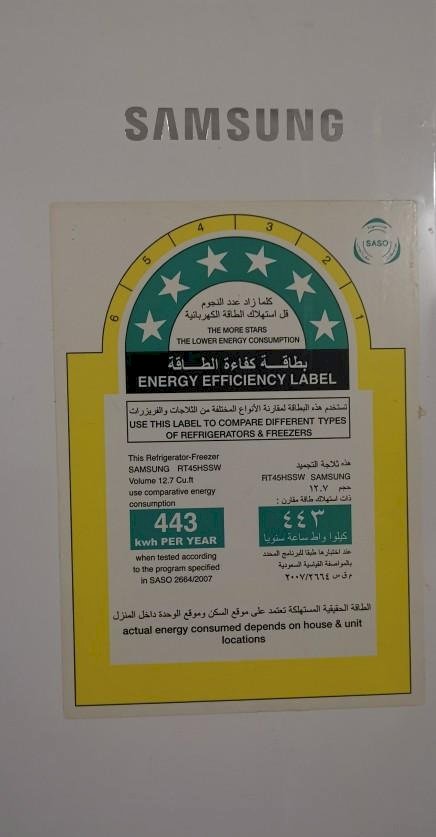 SAMSUNG
SASO
1 2 3 4 5 6
كلما زاد عدد النجوم
قل استهلاك الطاقة الكهربائية
THE MORE STARS
THE LOWER ENERGY CONSUMPTION
بطاقة كفاءة الطاقة
ENERGY EFFICIENCY LABEL
تستخدم هذه البطاقة لمقارنة الأنواع المختلفة من الثلاجات والفريزرات
USE THIS LABEL TO COMPARE DIFFERENT TYPES
OF REFRIGERATORS & FREEZERS
This Refrigerator-Freezer
SAMSUNG RT45HSSW
Volume 12.7 Cu.ft
use comparative energy
consumption
443
kwh PER YEAR
when tested according
to the program specified
in SASO 2664/2007
هذه ثلاجة التجميد
RT45HSSW SAMSUNG
حجم ١٢.٧
ذات استهلاك طاقة مقارن :
٤٤٣
كيلوا واط ساعة سنويا
عند اختبارها طبقا للبرنامج المحدد
بالمواصفة القياسية السعودية
م ق س ٢٠٠٧/٢٦٦٤
الطاقة الحقيقية المستهلكة تعتمد على موقع السكن وموقع الوحدة داخل المنزل
actual energy consumed depends on house & unit
locations